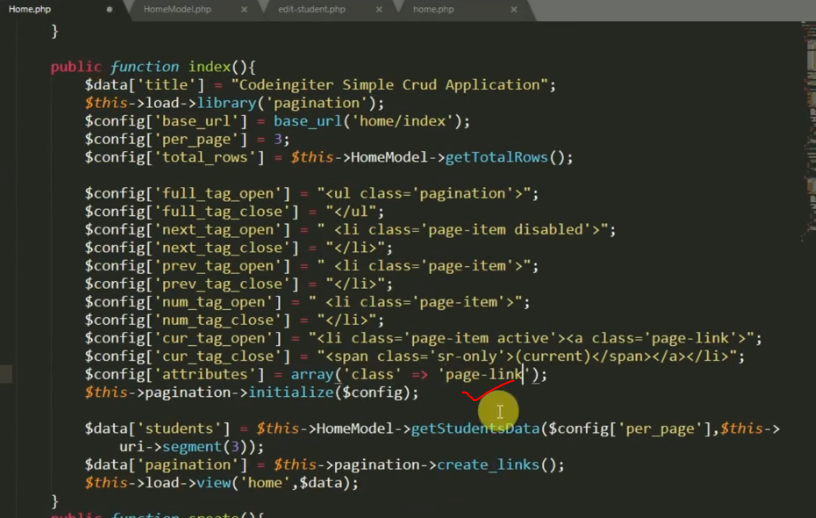 Home.php HomeModel.php edit-student.php home.php
}
public function index(){
$data['title'] = "Codeingiter Simple Crud Application";
$this->load->library('pagination');
$config['base_url'] = base_url('home/index');
$config['per_page'] = 3;
$config['total_rows'] = $this->HomeModel->getTotalRows();
$config['full_tag_open'] = "<ul class='pagination'>";
$config['full_tag_close'] = "</ul";
$config['next_tag_open'] = " <li class='page-item disabled'>";
$config['next_tag_close'] = "</li>";
$config['prev_tag_open'] = " <li class='page-item'>";
$config['prev_tag_close'] = "</li>";
$config['num_tag_open'] = " <li class='page-item'>";
$config['num_tag_close'] = "</li>";
$config['cur_tag_open'] = "<li class='page-item active'><a class='page-link'>";
$config['cur_tag_close'] = "<span class='sr-only'>(current)</span></a></li>";
$config['attributes'] = array('class' => 'page-link');
$this->pagination->initialize($config);
$data['students'] = $this->HomeModel->getStudentsData($config['per_page'],$this->
uri->segment(3));
$data['pagination'] = $this->pagination->create_links();
$this->load->view('home',$data);
}
public function create(){